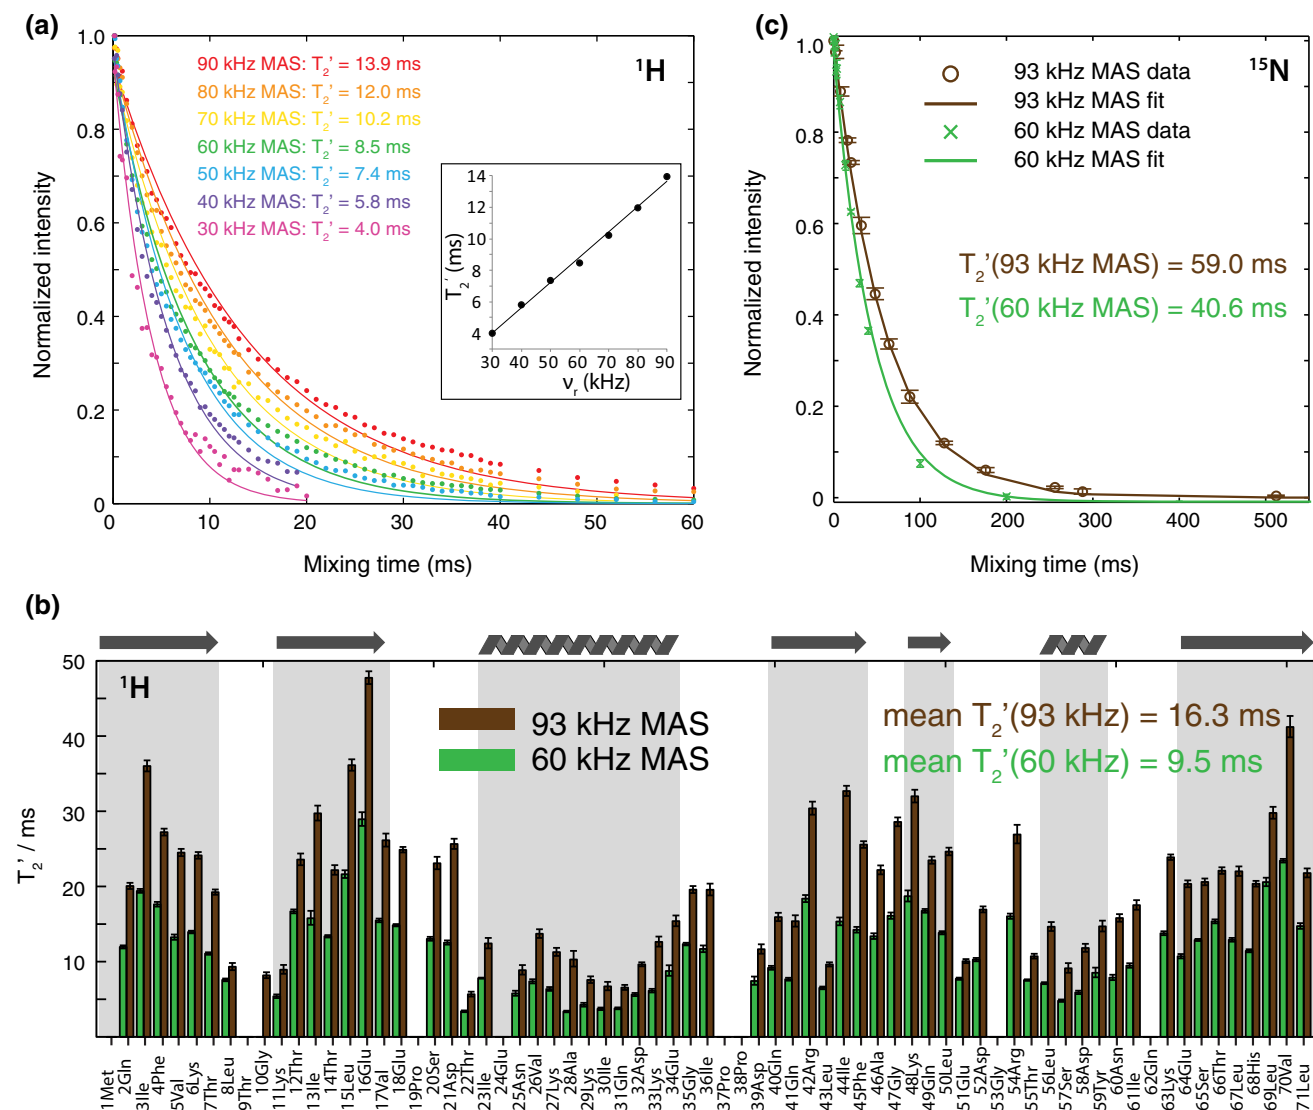 (a)
1.0
0.8
0.6
0.4
0.2
0
Normalized intensity
90 kHz MAS: T2' = 13.9 ms
80 kHz MAS: T2' = 12.0 ms
70 kHz MAS: T2' = 10.2 ms
60 kHz MAS: T2' = 8.5 ms
50 kHz MAS: T2' = 7.4 ms
40 kHz MAS: T2' = 5.8 ms
30 kHz MAS: T2' = 4.0 ms
¹H
14
12
10
8
6
4
T2' (ms)
30 40 50 60 70 80 90
νr (kHz)
0 10 20 30 40 50 60
Mixing time (ms)
(c)
1.0
0.8
0.6
0.4
0.2
0
Normalized intensity
¹⁵N
93 kHz MAS data
93 kHz MAS fit
60 kHz MAS data
60 kHz MAS fit
T2'(93 kHz MAS) = 59.0 ms
T2'(60 kHz MAS) = 40.6 ms
0 100 200 300 400 500
Mixing time (ms)
(b)
50
40
30
20
10
T2' / ms
¹H
93 kHz MAS
60 kHz MAS
mean T2'(93 kHz) = 16.3 ms
mean T2'(60 kHz) = 9.5 ms
1Met
2Gln
3Ile
4Phe
5Val
6Lys
7Thr
8Leu
9Thr
10Gly
11Lys
12Thr
13Ile
14Thr
15Leu
16Glu
17Val
18Glu
19Pro
20Ser
21Asp
22Thr
23Ile
24Glu
25Asn
26Val
27Lys
28Ala
29Lys
30Ile
31Gln
32Asp
33Lys
34Glu
35Gly
36Ile
37Pro
38Pro
39Asp
40Gln
41Gln
42Arg
43Leu
44Ile
45Phe
46Ala
47Gly
48Lys
49Gln
50Leu
51Glu
52Asp
53Gly
54Arg
55Thr
56Leu
57Ser
58Asp
59Tyr
60Asn
61Ile
62Gln
63Lys
64Glu
65Ser
66Thr
67Leu
68His
69Leu
70Val
71Leu